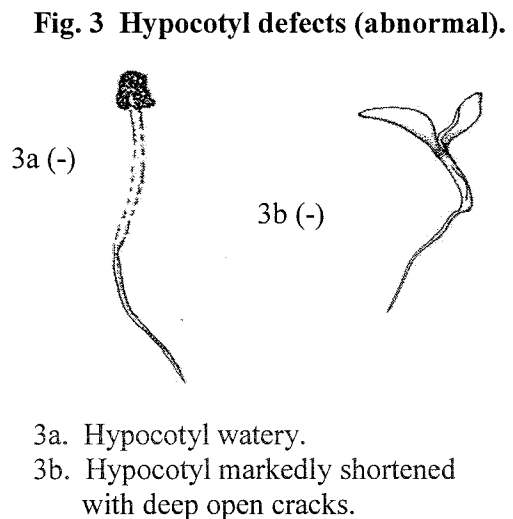 Fig. 3  Hypocotyl defects (abnormal).
3a (-)
3b (-)
3a.  Hypocotyl watery.
3b.  Hypocotyl markedly shortened
with deep open cracks.